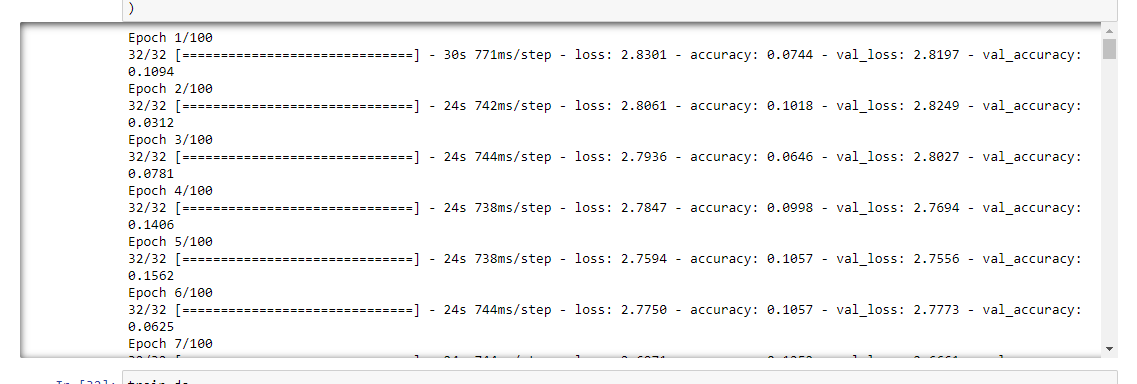 )
Epoch 1/100
32/32 [==============================] - 30s 771ms/step - loss: 2.8301 - accuracy: 0.0744 - val_loss: 2.8197 - val_accuracy:
0.1094
Epoch 2/100
32/32 [==============================] - 24s 742ms/step - loss: 2.8061 - accuracy: 0.1018 - val_loss: 2.8249 - val_accuracy:
0.0312
Epoch 3/100
32/32 [==============================] - 24s 744ms/step - loss: 2.7936 - accuracy: 0.0646 - val_loss: 2.8027 - val_accuracy:
0.0781
Epoch 4/100
32/32 [==============================] - 24s 738ms/step - loss: 2.7847 - accuracy: 0.0998 - val_loss: 2.7694 - val_accuracy:
0.1406
Epoch 5/100
32/32 [==============================] - 24s 738ms/step - loss: 2.7594 - accuracy: 0.1057 - val_loss: 2.7556 - val_accuracy:
0.1562
Epoch 6/100
32/32 [==============================] - 24s 744ms/step - loss: 2.7750 - accuracy: 0.1057 - val_loss: 2.7773 - val_accuracy:
0.0625
Epoch 7/100